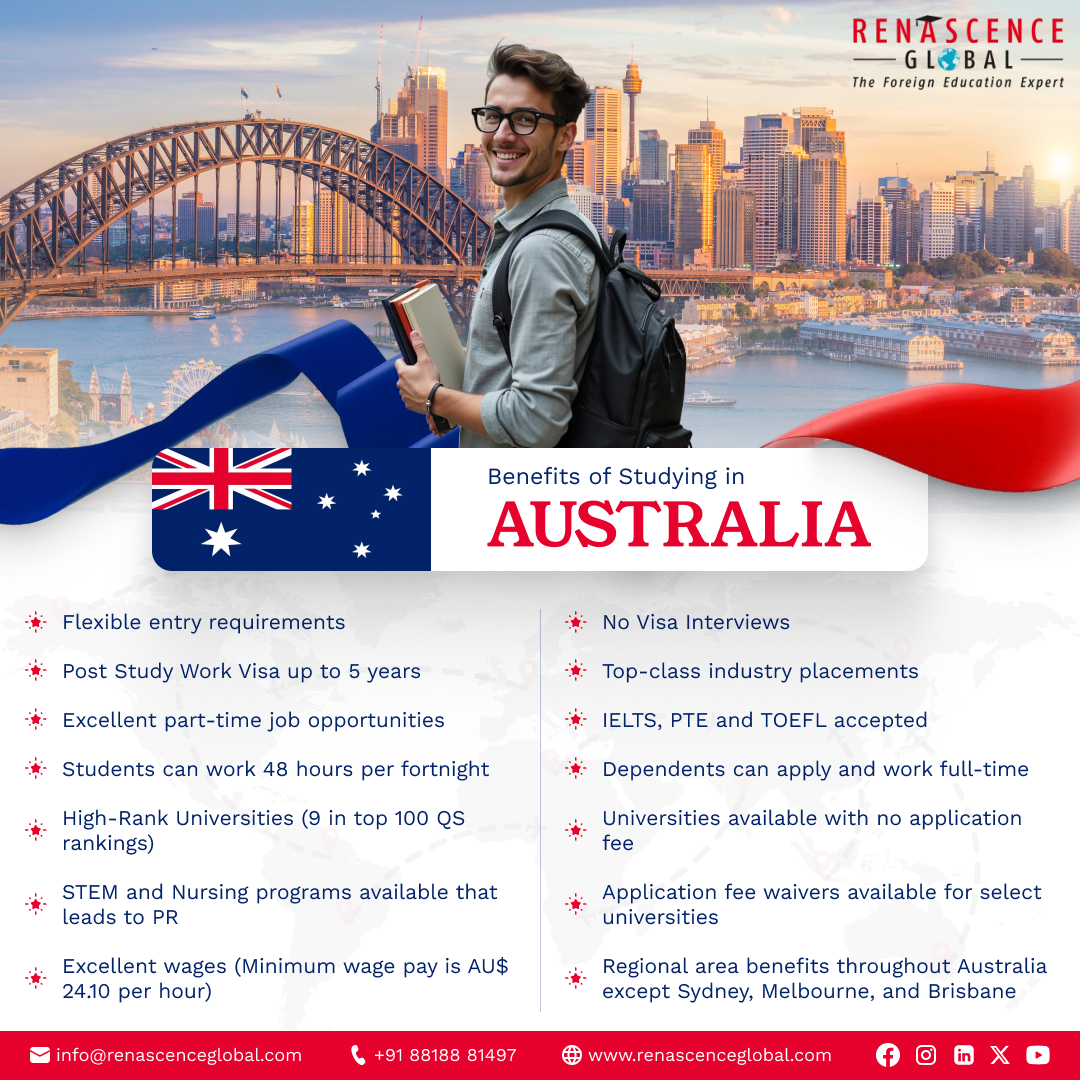 RENASCENCE
GLOBAL
The Foreign Education Expert
Benefits of Studying in
AUSTRALIA
Flexible entry requirements
Post Study Work Visa up to 5 years
Excellent part-time job opportunities
Students can work 48 hours per fortnight
High-Rank Universities (9 in top 100 QS
rankings)
STEM and Nursing programs available that
leads to PR
Excellent wages (Minimum wage pay is AU$
24.10 per hour)
No Visa Interviews
Top-class industry placements
IELTS, PTE and TOEFL accepted
Dependents can apply and work full-time
Universities available with no application
fee
Application fee waivers available for select
universities
Regional area benefits throughout Australia
except Sydney, Melbourne, and Brisbane
info@renascenceglobal.com
+91 88188 81497
www.renascenceglobal.com